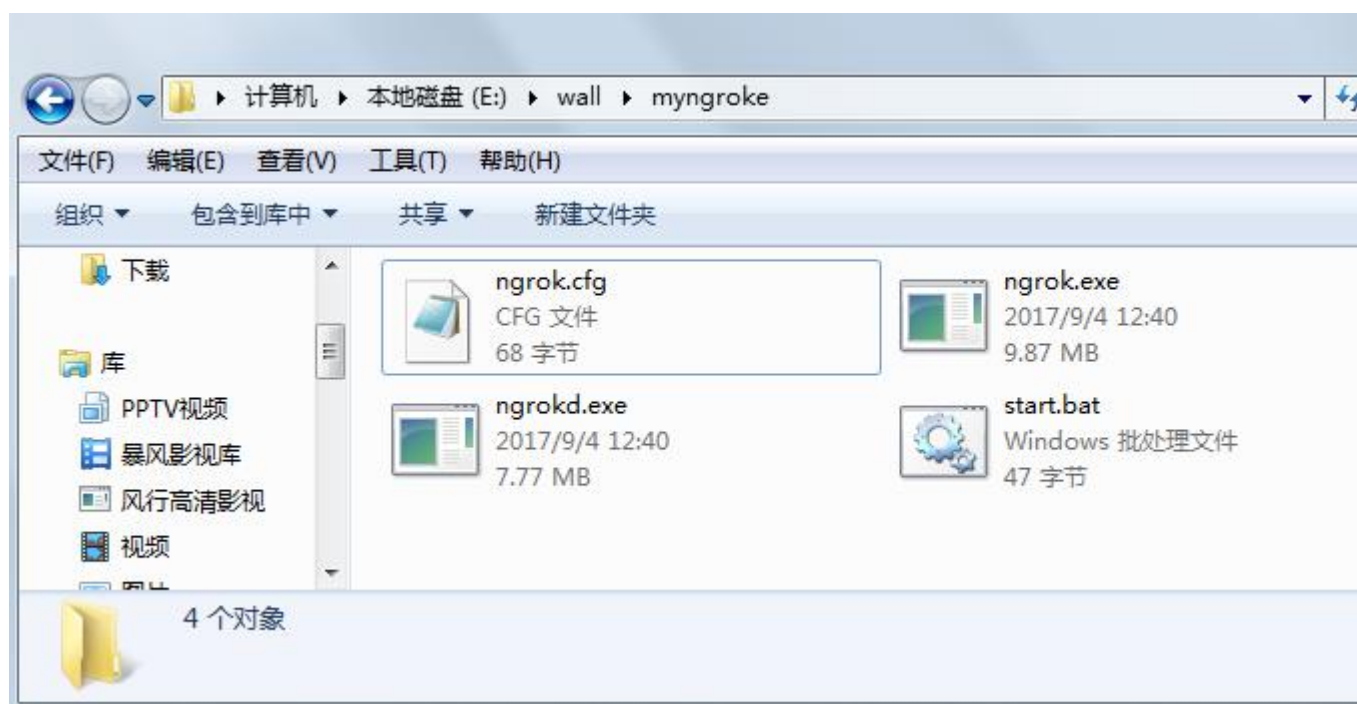 计算机 本地磁盘 (E:) wall myngroke
文件(F) 编辑(E) 查看(V) 工具(T) 帮助(H)
组织 包含到库中 共享 新建文件夹
下载
库
PPTV视频
暴风影视库
风行高清影视
视频
ngrok.cfg
CFG 文件
68 字节
ngrok.exe
2017/9/4 12:40
9.87 MB
ngrokd.exe
2017/9/4 12:40
7.77 MB
start.bat
Windows 批处理文件
47 字节
4 个对象